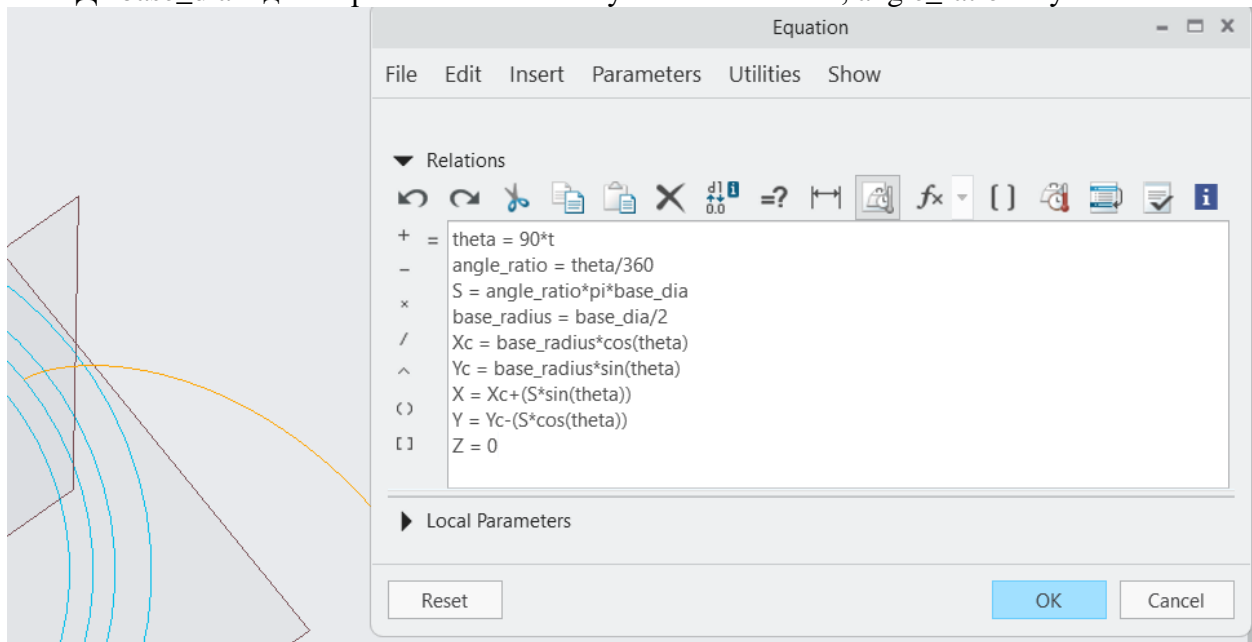 Equation
File Edit Insert Parameters Utilities Show
Relations
theta = 90*t
angle_ratio = theta/360
S = angle_ratio*pi*base_dia
base_radius = base_dia/2
Xc = base_radius*cos(theta)
Yc = base_radius*sin(theta)
X = Xc+(S*sin(theta))
Y = Yc-(S*cos(theta))
Z = 0
Local Parameters
Reset OK Cancel